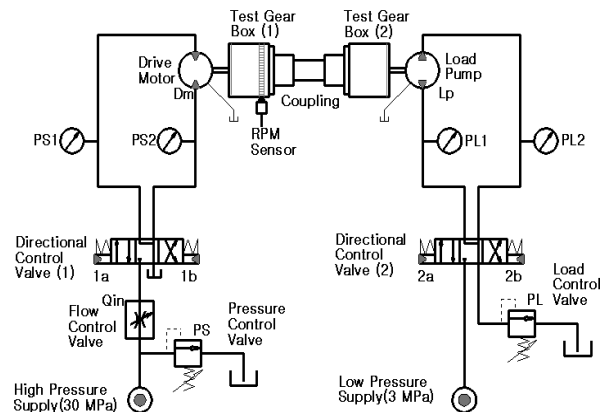 Test Gear
Box (1)
Test Gear
Box (2)
Drive
Motor
Dm
Coupling
RPM
Sensor
Load
Pump
Lp
PS1
PS2
PL1
PL2
Directional
Control
Valve (1)
1a
1b
Directional
Control
Valve (2)
2a
2b
Load
Control
Valve
PL
Qin
Flow
Control
Valve
PS
Pressure
Control
Valve
High Pressure
Supply(30 MPa)
Low Pressure
Supply(3 MPa)